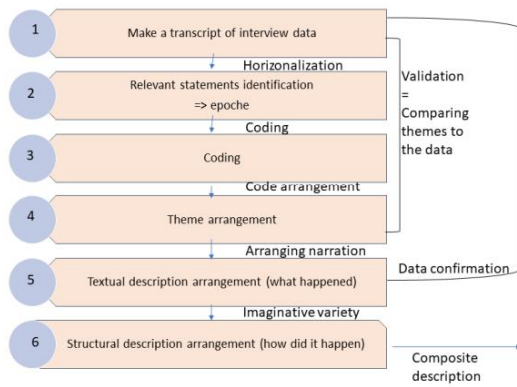 1
Make a transcript of interview data
Horizonalization
2
Relevant statements identification
=> epoche
Coding
3
Coding
Code arrangement
4
Theme arrangement
Arranging narration
5
Textual description arrangement (what happened)
Imaginative variety
6
Structural description arrangement (how did it happen)
Validation
=
Comparing
themes to
the data
Data confirmation
Composite
description